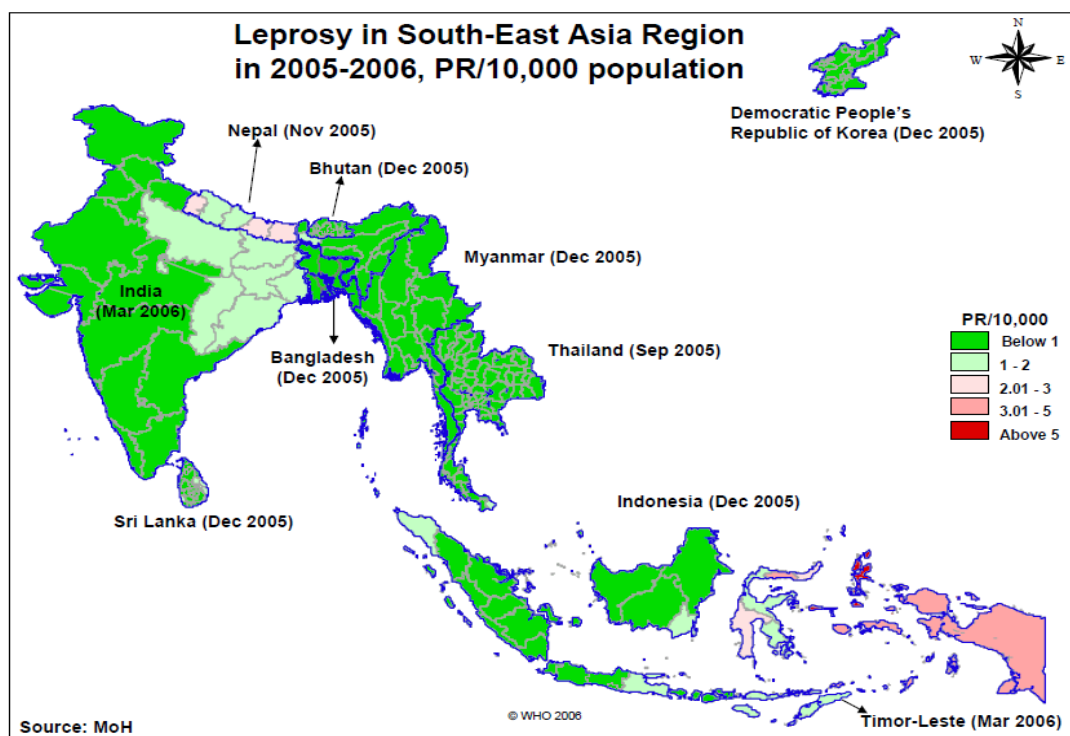 Leprosy in South-East Asia Region
in 2005-2006, PR/10,000 population
N
W
E
S
Democratic People's
Republic of Korea (Dec 2005)
Nepal (Nov 2005)
Bhutan (Dec 2005)
Myanmar (Dec 2005)
India
(Mar 2006)
Bangladesh
(Dec 2005)
Thailand (Sep 2005)
PR/10,000
Below 1
1 - 2
2.01 - 3
3.01 - 5
Above 5
Sri Lanka (Dec 2005)
Indonesia (Dec 2005)
© WHO 2006
Timor-Leste (Mar 2006)
Source: MoH